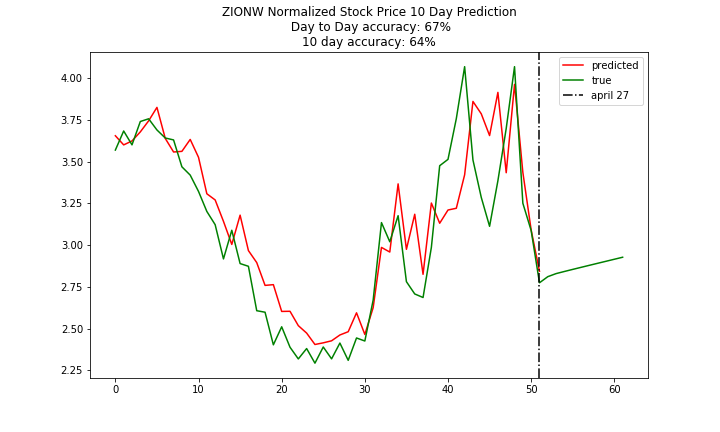 ZIONW Normalized Stock Price 10 Day Prediction
Day to Day accuracy: 67%
10 day accuracy: 64%
predicted
true
april 27
4.00
3.75
3.50
3.25
3.00
2.75
2.50
2.25
0 10 20 30 40 50 60